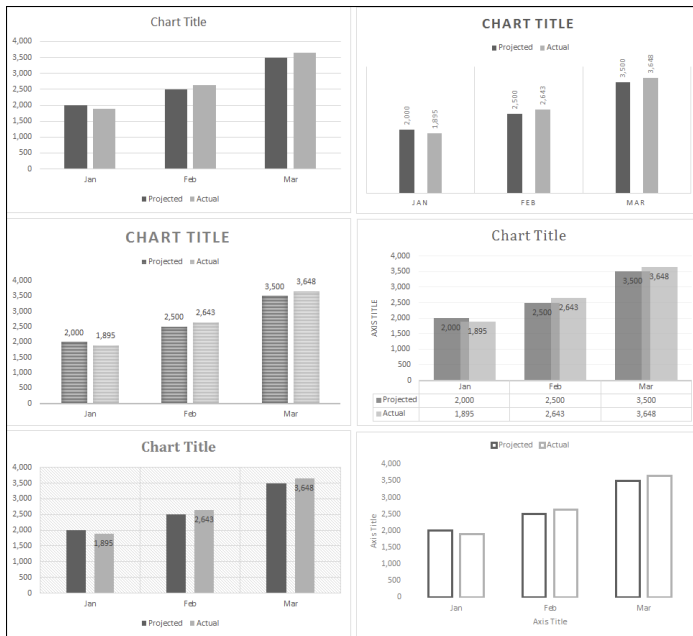 Chart Title
4,000
3,500
3,000
2,500
2,000
1,500
1,000
500
0
Jan Feb Mar
Projected Actual
CHART TITLE
Projected Actual
2,000 1,895 2,500 2,643 3,500 3,648
JAN FEB MAR
CHART TITLE
Projected Actual
4,000
3,500
3,000
2,500
2,000
1,500
1,000
500
0
2,000 1,895 2,500 2,643 3,500 3,648
Jan Feb Mar
Chart Title
AXIS TITLE
4,000
3,500
3,000
2,500
2,000
1,500
1,000
500
0
2,000 1,895 2,500 2,643 3,500 3,648
Jan Feb Mar
Projected 2,000 2,500 3,500
Actual 1,895 2,643 3,648
Chart Title
4,000
3,500
3,000
2,500
2,000
1,500
1,000
500
0
1,895 2,643 3,648
Jan Feb Mar
Projected Actual
Projected Actual
Axis Title
4,000
3,500
3,000
2,500
2,000
1,500
1,000
500
0
Jan Feb Mar
Axis Title